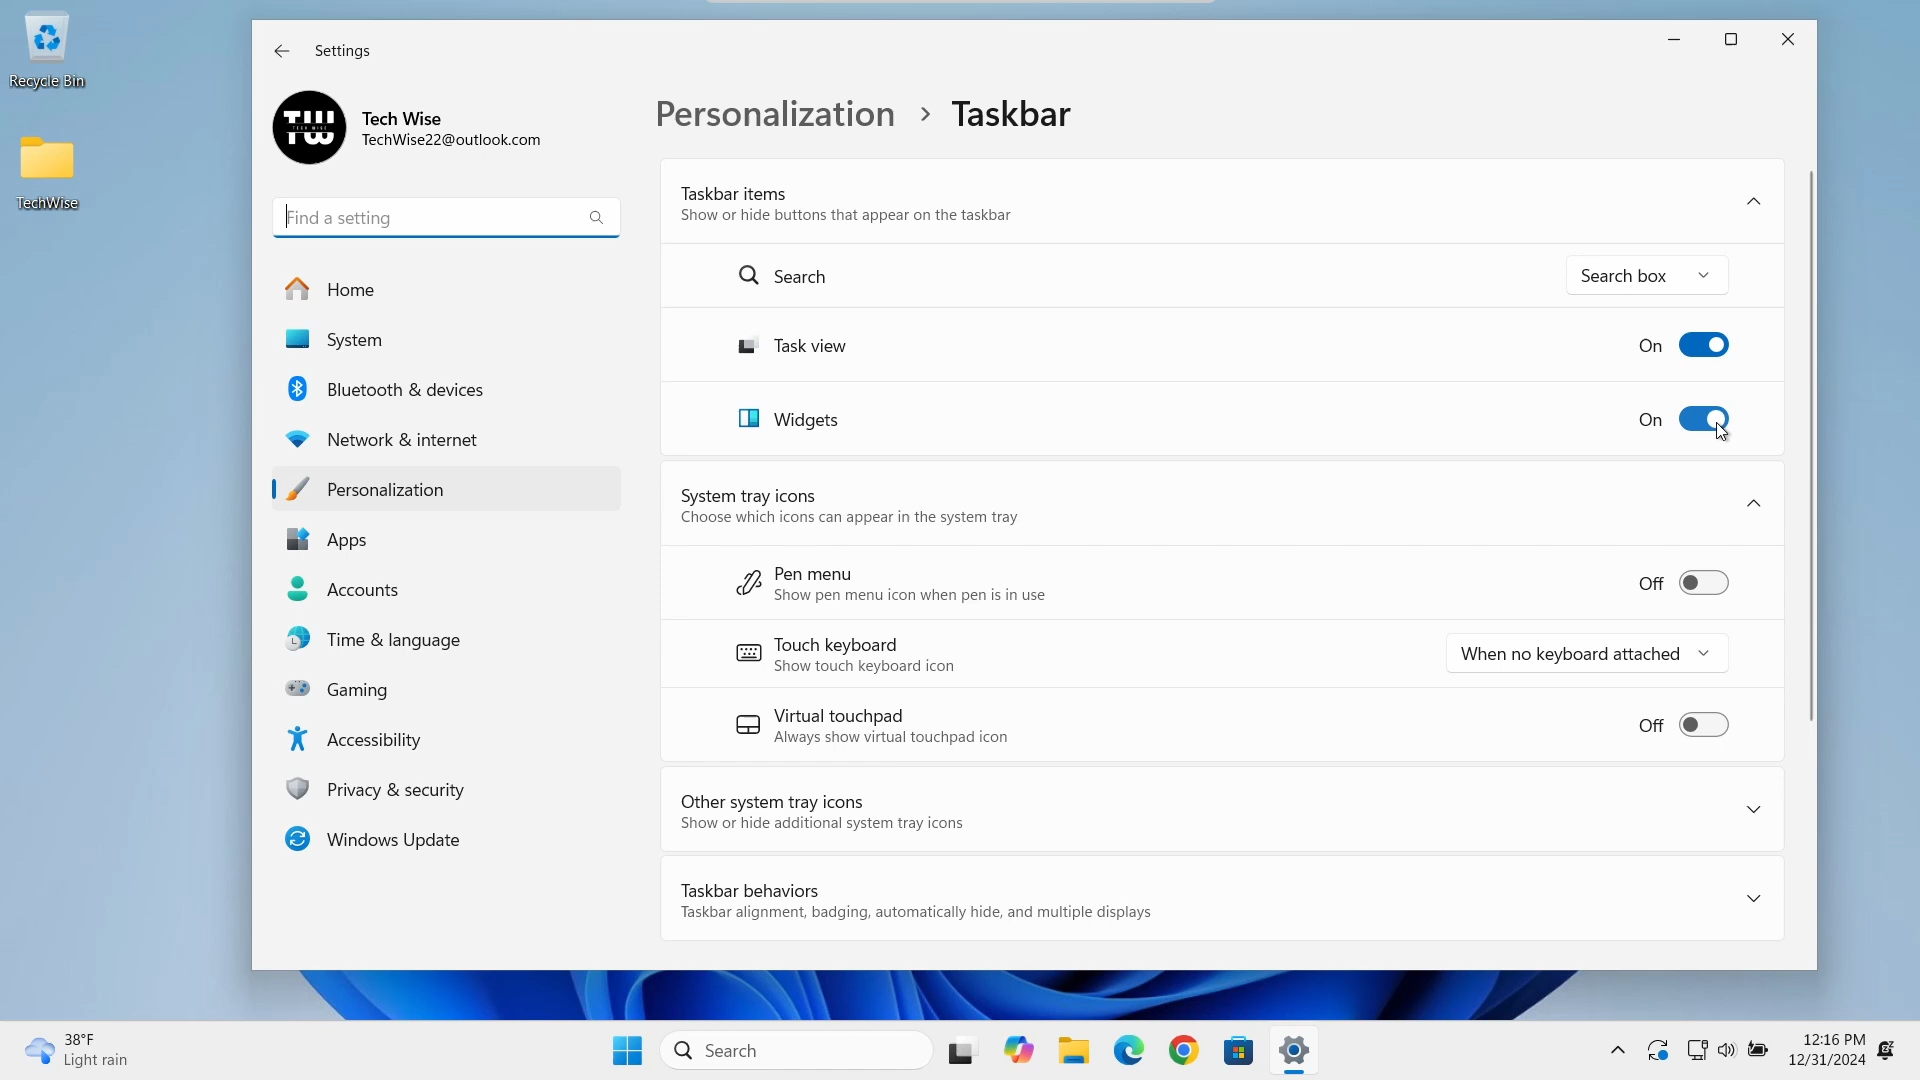 Recycle Bin
TechWise
Settings
TW
TECH WISE
Tech Wise
TechWise22@outlook.com
Find a setting
Home
System
Bluetooth & devices
Network & internet
Personalization
Apps
Accounts
Time & language
Gaming
Accessibility
Privacy & security
Windows Update
Personalization > Taskbar
Taskbar items
Show or hide buttons that appear on the taskbar
Search Search box
Task view On
Widgets On
System tray icons
Choose which icons can appear in the system tray
Pen menu
Show pen menu icon when pen is in use
Off
Touch keyboard
Show touch keyboard icon
When no keyboard attached
Virtual touchpad
Always show virtual touchpad icon
Off
Other system tray icons
Show or hide additional system tray icons
Taskbar behaviors
Taskbar alignment, badging, automatically hide, and multiple displays
38°F
Light rain
Search
12:16 PM
12/31/2024